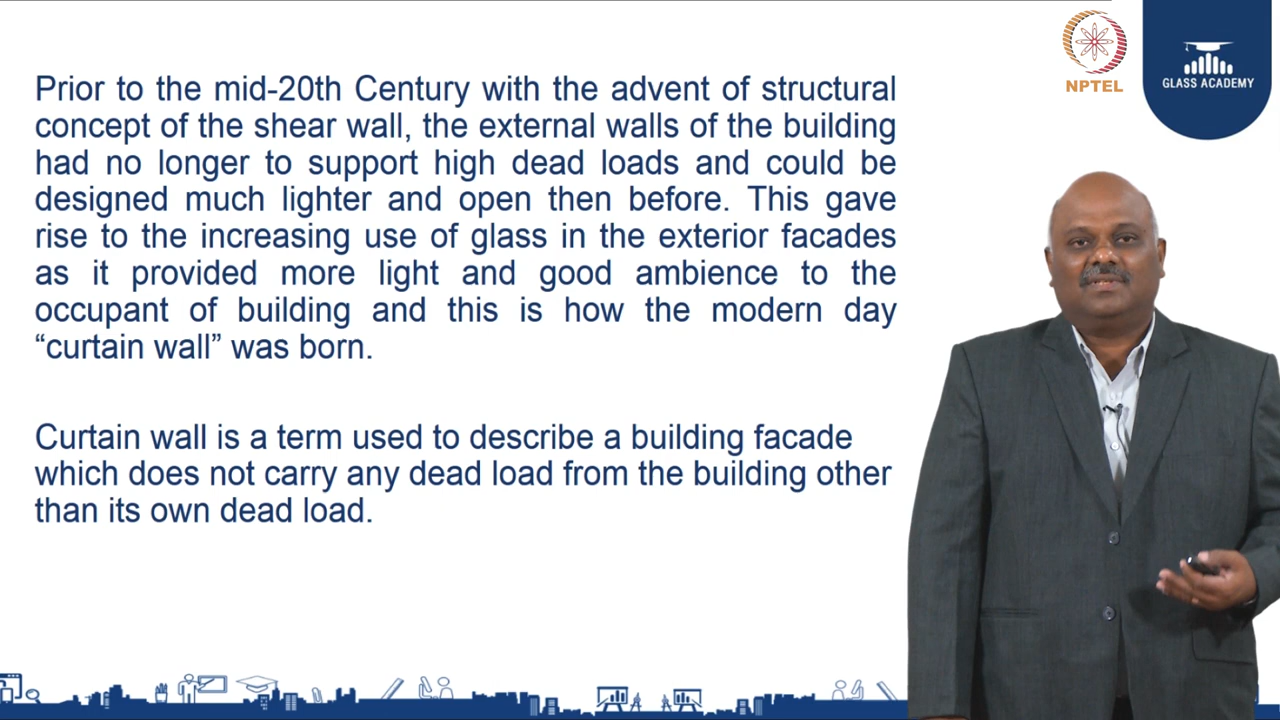 Prior to the mid-20th Century with the advent of structural
concept of the shear wall, the external walls of the building
had no longer to support high dead loads and could be
designed much lighter and open then before. This gave
rise to the increasing use of glass in the exterior facades
as it provided more light and good ambience to the
occupant of building and this is how the modern day
“curtain wall” was born.
Curtain wall is a term used to describe a building facade
which does not carry any dead load from the building other
than its own dead load.
NPTEL
GLASS ACADEMY